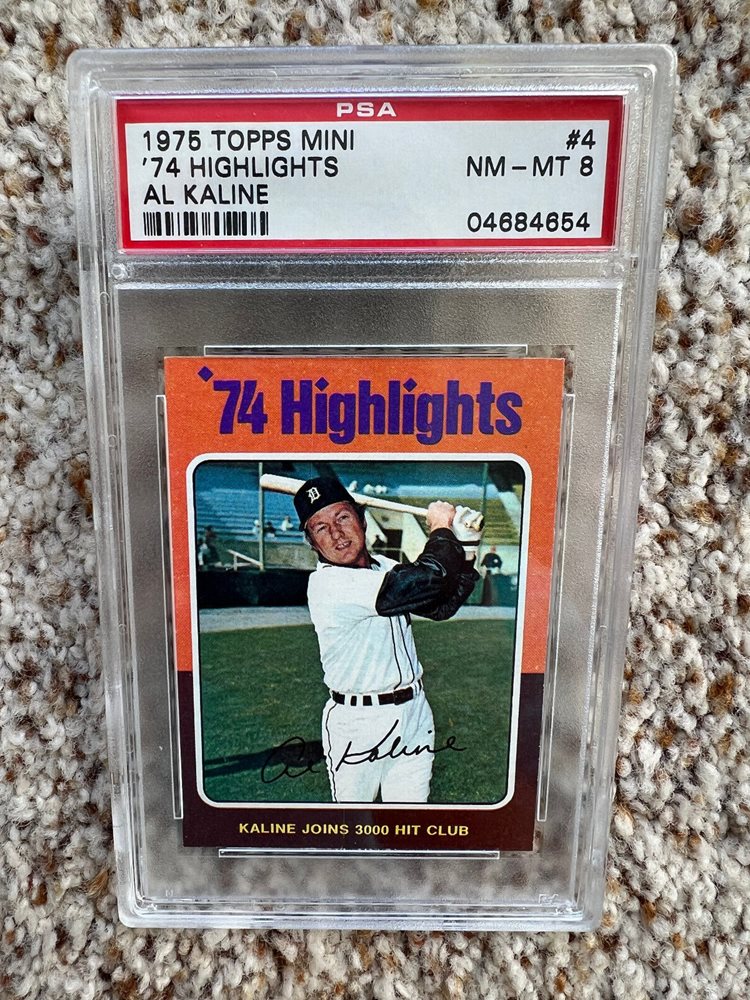 PSA
1975 TOPPS MINI #4
'74 HIGHLIGHTS NM - MT 8
AL KALINE
04684654
'74 Highlights
D
Al Kaline
KALINE JOINS 3000 HIT CLUB